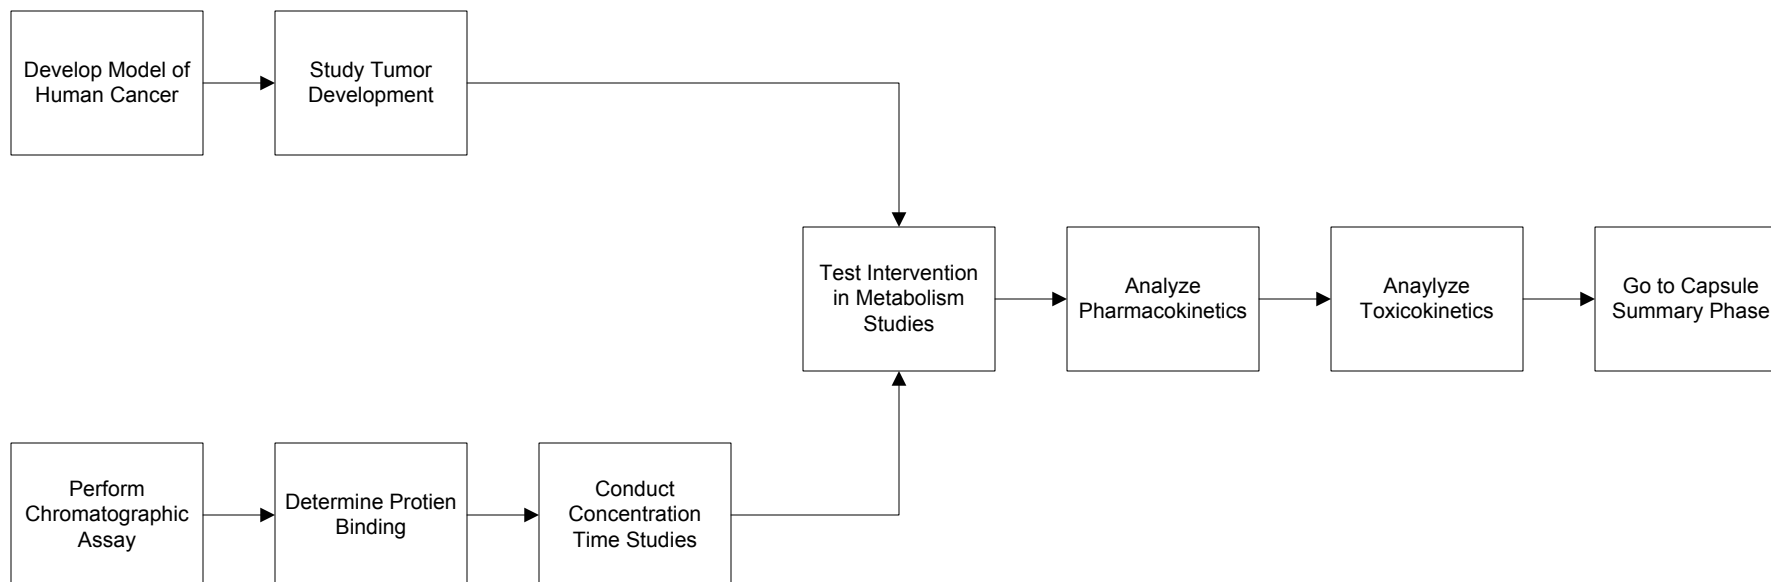 Develop Model of
Human Cancer
Study Tumor
Development
Test Intervention
in Metabolism
Studies
Analyze
Pharmacokinetics
Anaylyze
Toxicokinetics
Go to Capsule
Summary Phase
Perform
Chromatographic
Assay
Determine Protien
Binding
Conduct
Concentration
Time Studies